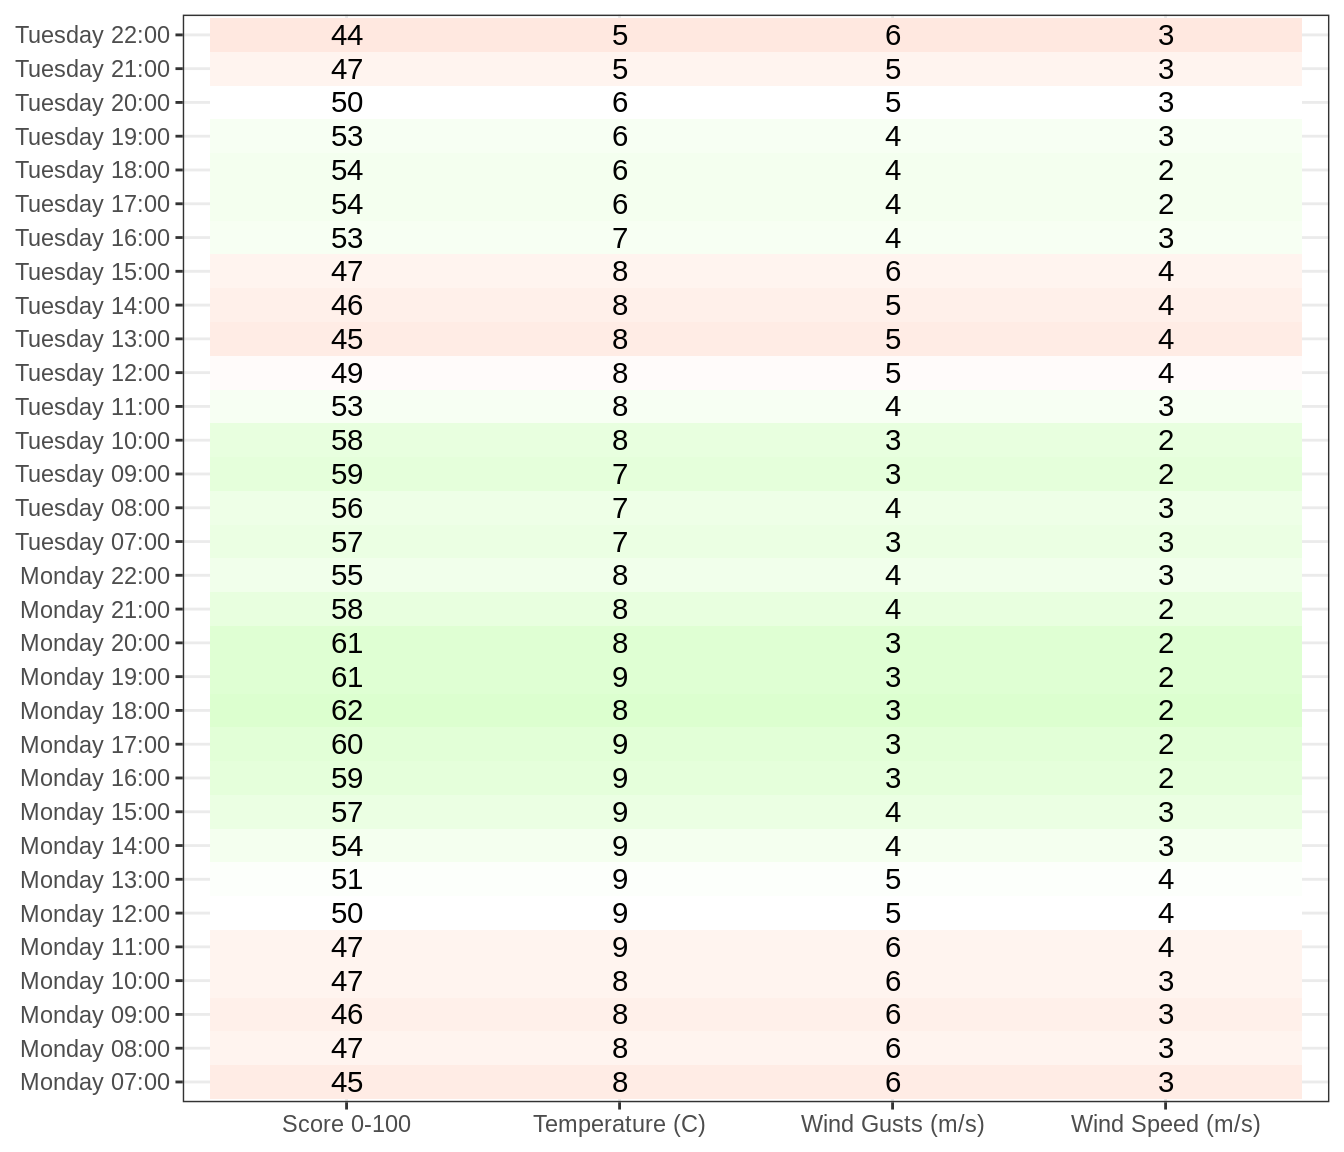 Tuesday 22:00 44 5 6 3
Tuesday 21:00 47 5 5 3
Tuesday 20:00 50 6 5 3
Tuesday 19:00 53 6 4 3
Tuesday 18:00 54 6 4 2
Tuesday 17:00 54 6 4 2
Tuesday 16:00 53 7 4 3
Tuesday 15:00 47 8 6 4
Tuesday 14:00 46 8 5 4
Tuesday 13:00 45 8 5 4
Tuesday 12:00 49 8 5 4
Tuesday 11:00 53 8 4 3
Tuesday 10:00 58 8 3 2
Tuesday 09:00 59 7 3 2
Tuesday 08:00 56 7 4 3
Tuesday 07:00 57 7 3 3
Monday 22:00 55 8 4 3
Monday 21:00 58 8 4 2
Monday 20:00 61 8 3 2
Monday 19:00 61 9 3 2
Monday 18:00 62 8 3 2
Monday 17:00 60 9 3 2
Monday 16:00 59 9 3 2
Monday 15:00 57 9 4 3
Monday 14:00 54 9 4 3
Monday 13:00 51 9 5 4
Monday 12:00 50 9 5 4
Monday 11:00 47 9 6 4
Monday 10:00 47 8 6 3
Monday 09:00 46 8 6 3
Monday 08:00 47 8 6 3
Monday 07:00 45 8 6 3
Score 0-100 Temperature (C) Wind Gusts (m/s) Wind Speed (m/s)